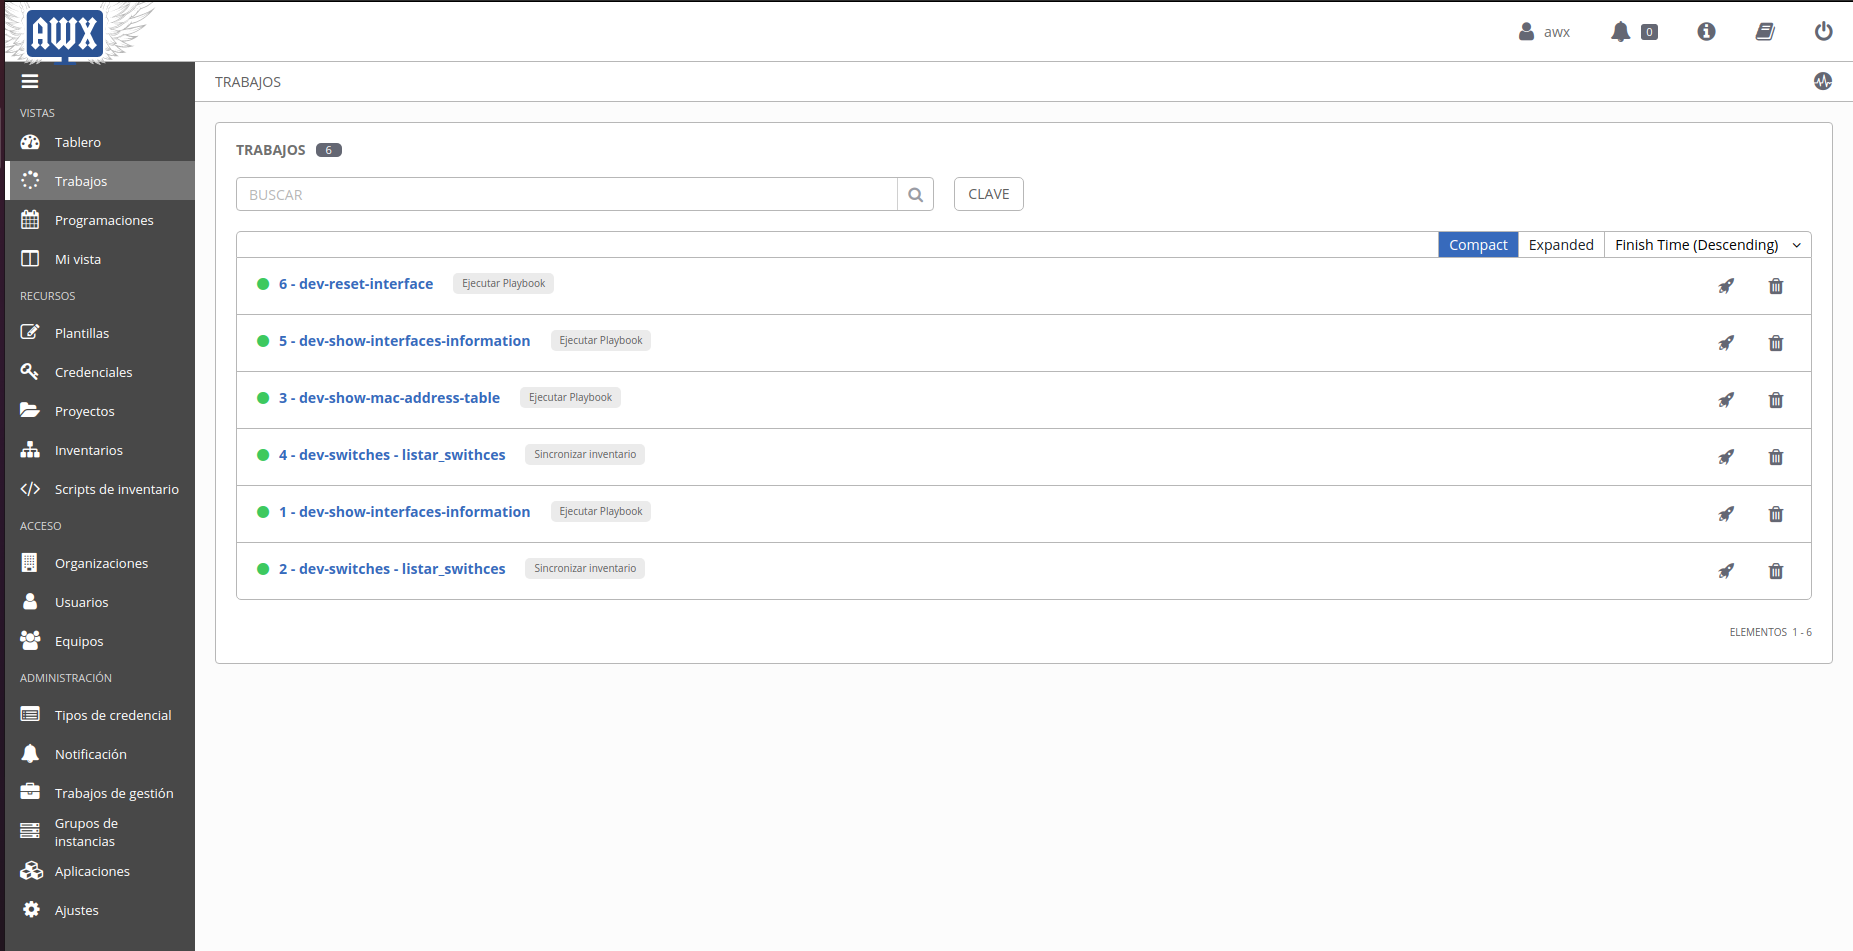 AWX
awx
0
TRABAJOS
VISTAS
Tablero
Trabajos
Programaciones
Mi vista
RECURSOS
Plantillas
Credenciales
Proyectos
Inventarios
Scripts de inventario
ACCESO
Organizaciones
Usuarios
Equipos
ADMINISTRACIÓN
Tipos de credencial
Notificación
Trabajos de gestión
Grupos de
instancias
Aplicaciones
Ajustes
TRABAJOS 6
BUSCAR
CLAVE
Compact Expanded Finish Time (Descending)
6 - dev-reset-interface Ejecutar Playbook
5 - dev-show-interfaces-information Ejecutar Playbook
3 - dev-show-mac-address-table Ejecutar Playbook
4 - dev-switches - listar_swithces Sincronizar inventario
1 - dev-show-interfaces-information Ejecutar Playbook
2 - dev-switches - listar_swithces Sincronizar inventario
ELEMENTOS 1 - 6